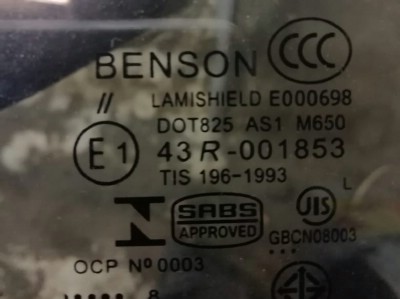 BENSON CCC
// LAMISHIELD E000698
DOT825 AS1 M650
E1 43R-001853
TIS 196-1993
L
SABS
APPROVED
JIS
GBCN08003
OCP Nº 0003
8